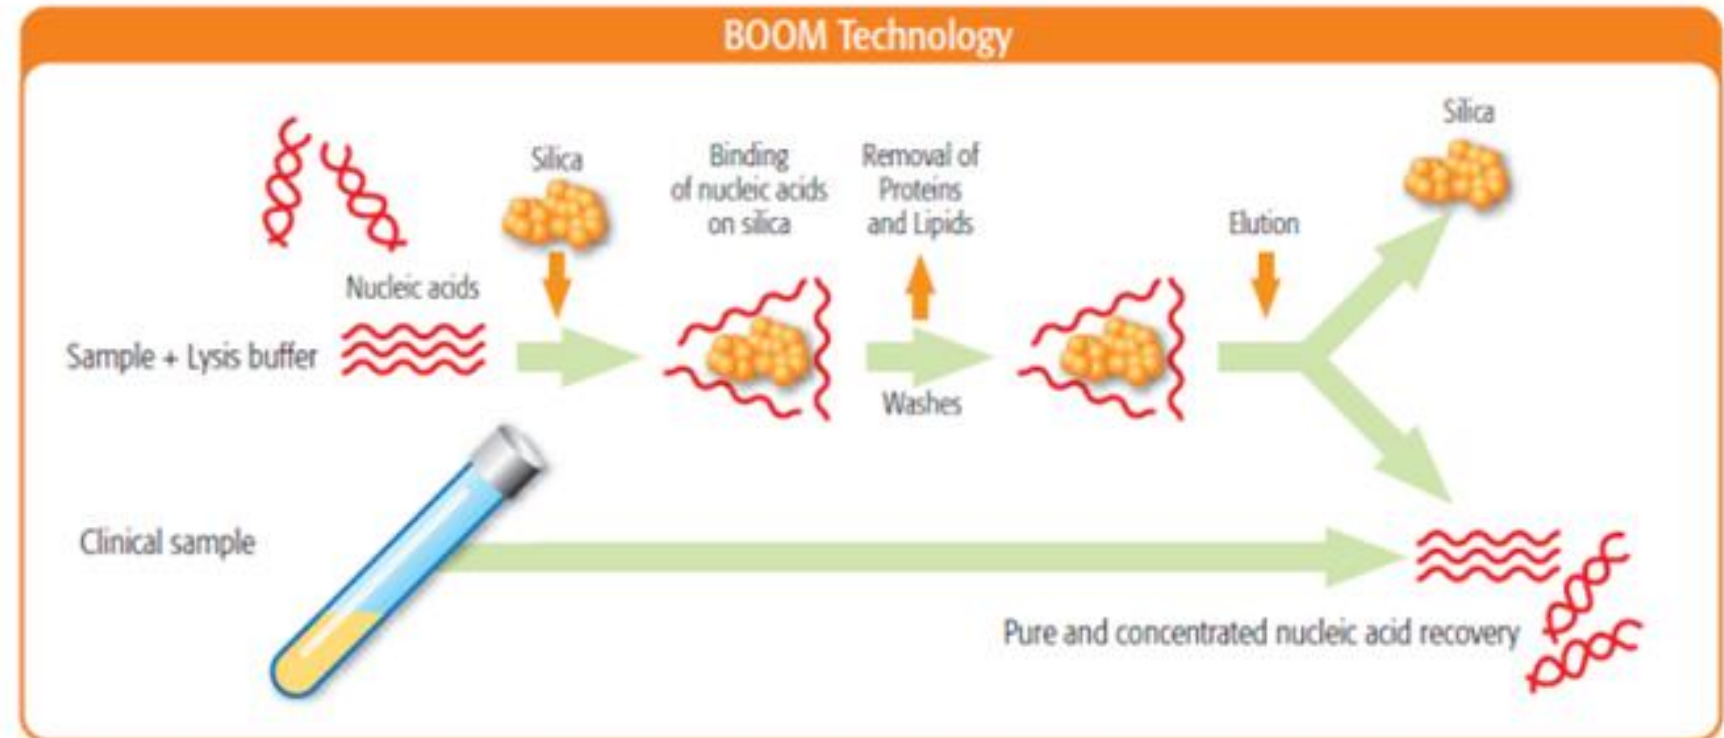 BOOM Technology
Nucleic acids
Sample + Lysis buffer
Silica
Binding
of nucleic acids
on silica
Removal of
Proteins
and Lipids
Washes
Elution
Silica
Clinical sample
Pure and concentrated nucleic acid recovery